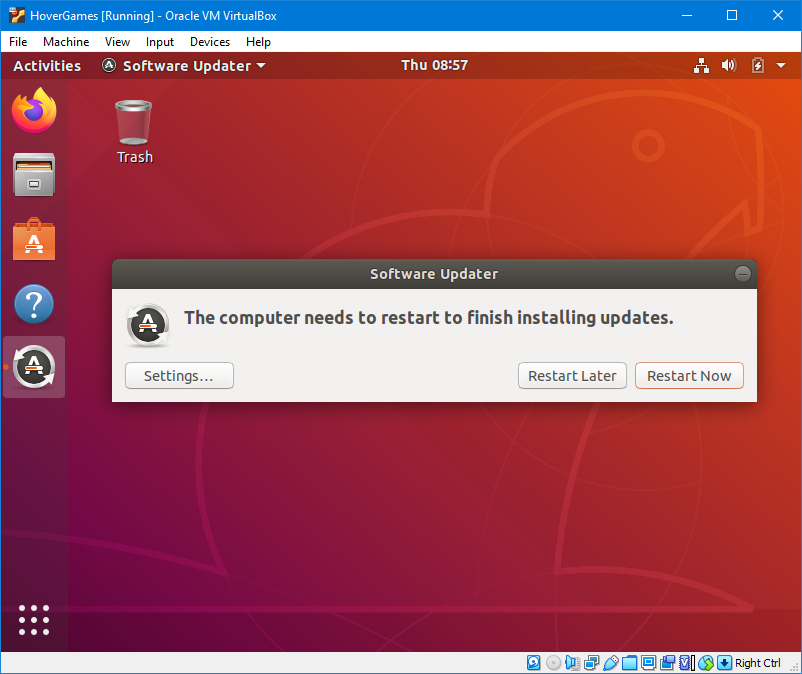 HoverGames [Running] - Oracle VM VirtualBox
File Machine View Input Devices Help
Activities Software Updater Thu 08:57
Trash
Software Updater
The computer needs to restart to finish installing updates.
Settings... Restart Later Restart Now
Right Ctrl